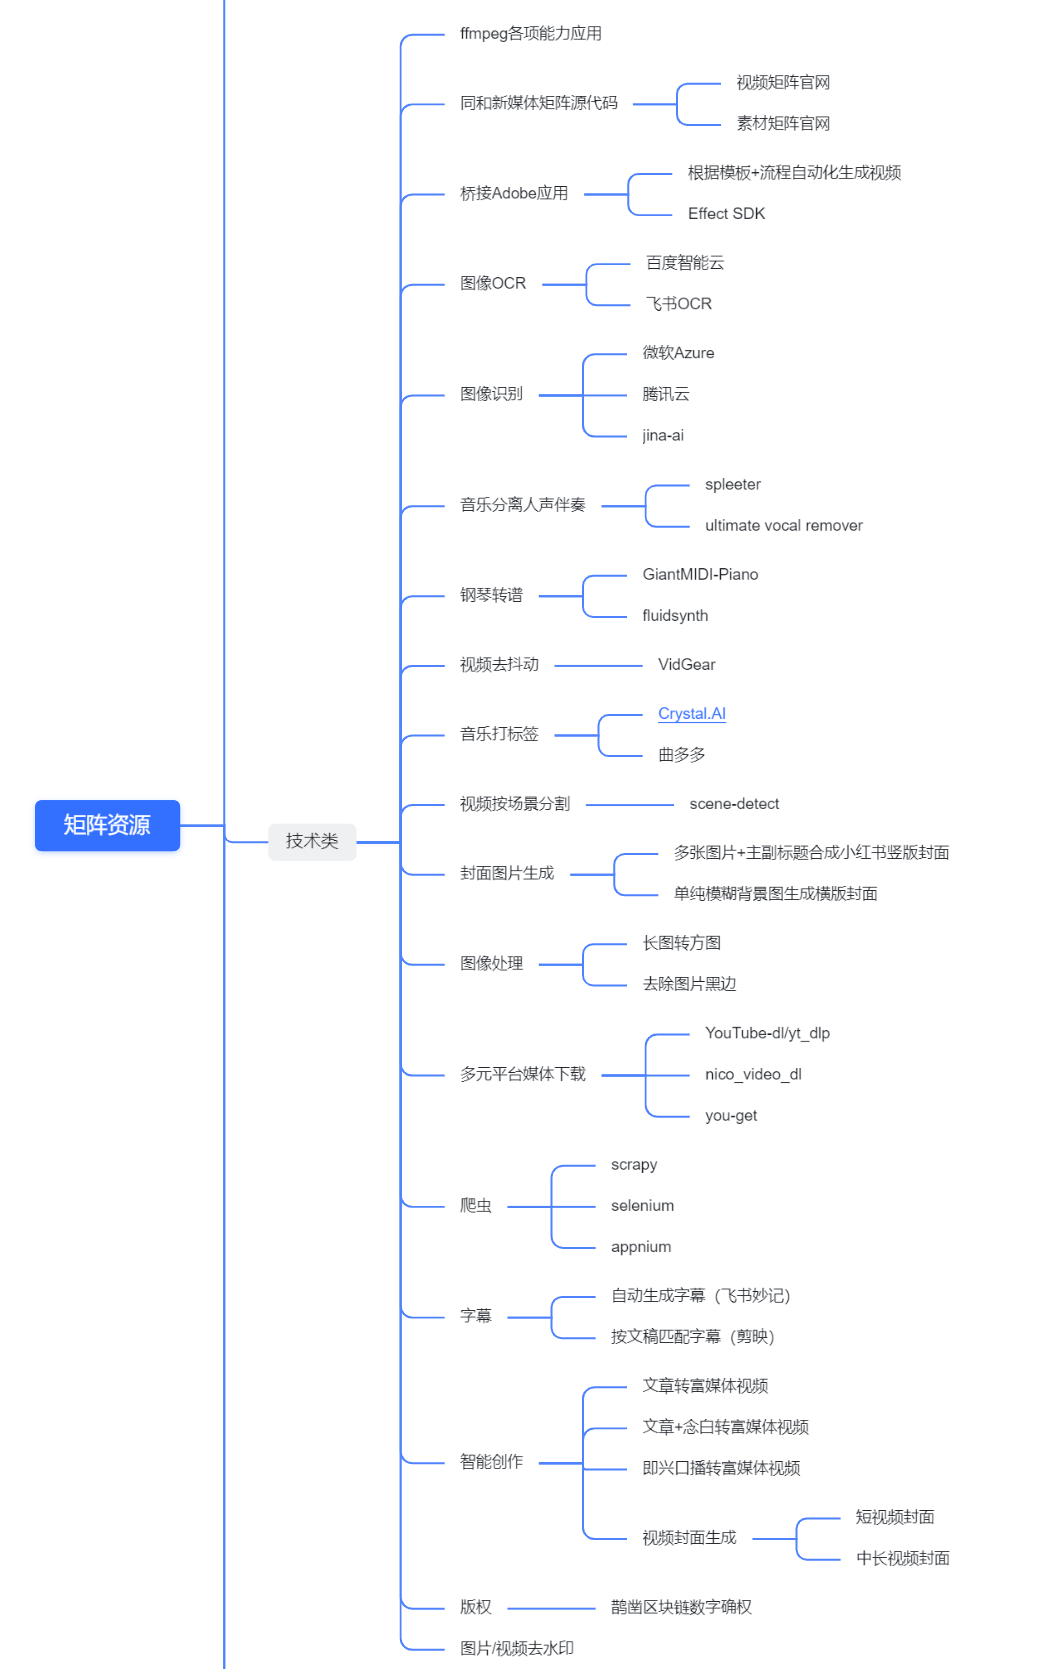 ffmpeg各项能力应用
同和新媒体矩阵源代码
视频矩阵官网
素材矩阵官网
桥接Adobe应用
根据模板+流程自动化生成视频
Effect SDK
图像OCR
百度智能云
飞书OCR
图像识别
微软Azure
腾讯云
jina-ai
音乐分离人声伴奏
spleeter
ultimate vocal remover
钢琴转谱
GiantMIDI-Piano
fluidsynth
视频去抖动
VidGear
音乐打标签
Crystal.AI
曲多多
视频按场景分割
scene-detect
矩阵资源
技术类
封面图片生成
多张图片+主副标题合成小红书竖版封面
单纯模糊背景图生成横版封面
图像处理
长图转方图
去除图片黑边
多元平台媒体下载
YouTube-dl/yt_dlp
nico_video_dl
you-get
爬虫
scrapy
selenium
appnium
字幕
自动生成字幕（飞书妙记）
按文稿匹配字幕（剪映）
智能创作
文章转富媒体视频
文章+念白转富媒体视频
即兴口播转富媒体视频
视频封面生成
短视频封面
中长视频封面
版权
鹊凿区块链数字确权
图片/视频去水印